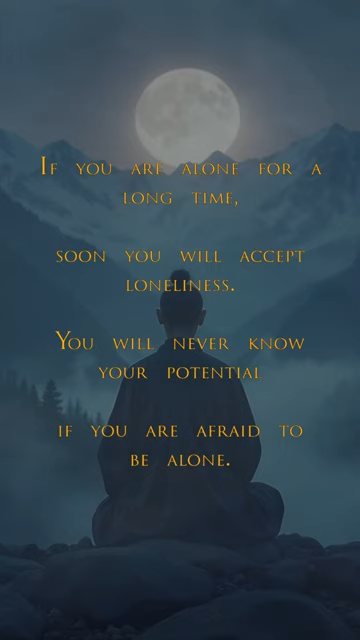 If you are alone for a
long time,
soon you will accept
loneliness.
You will never know
your potential
if you are afraid to
be alone.